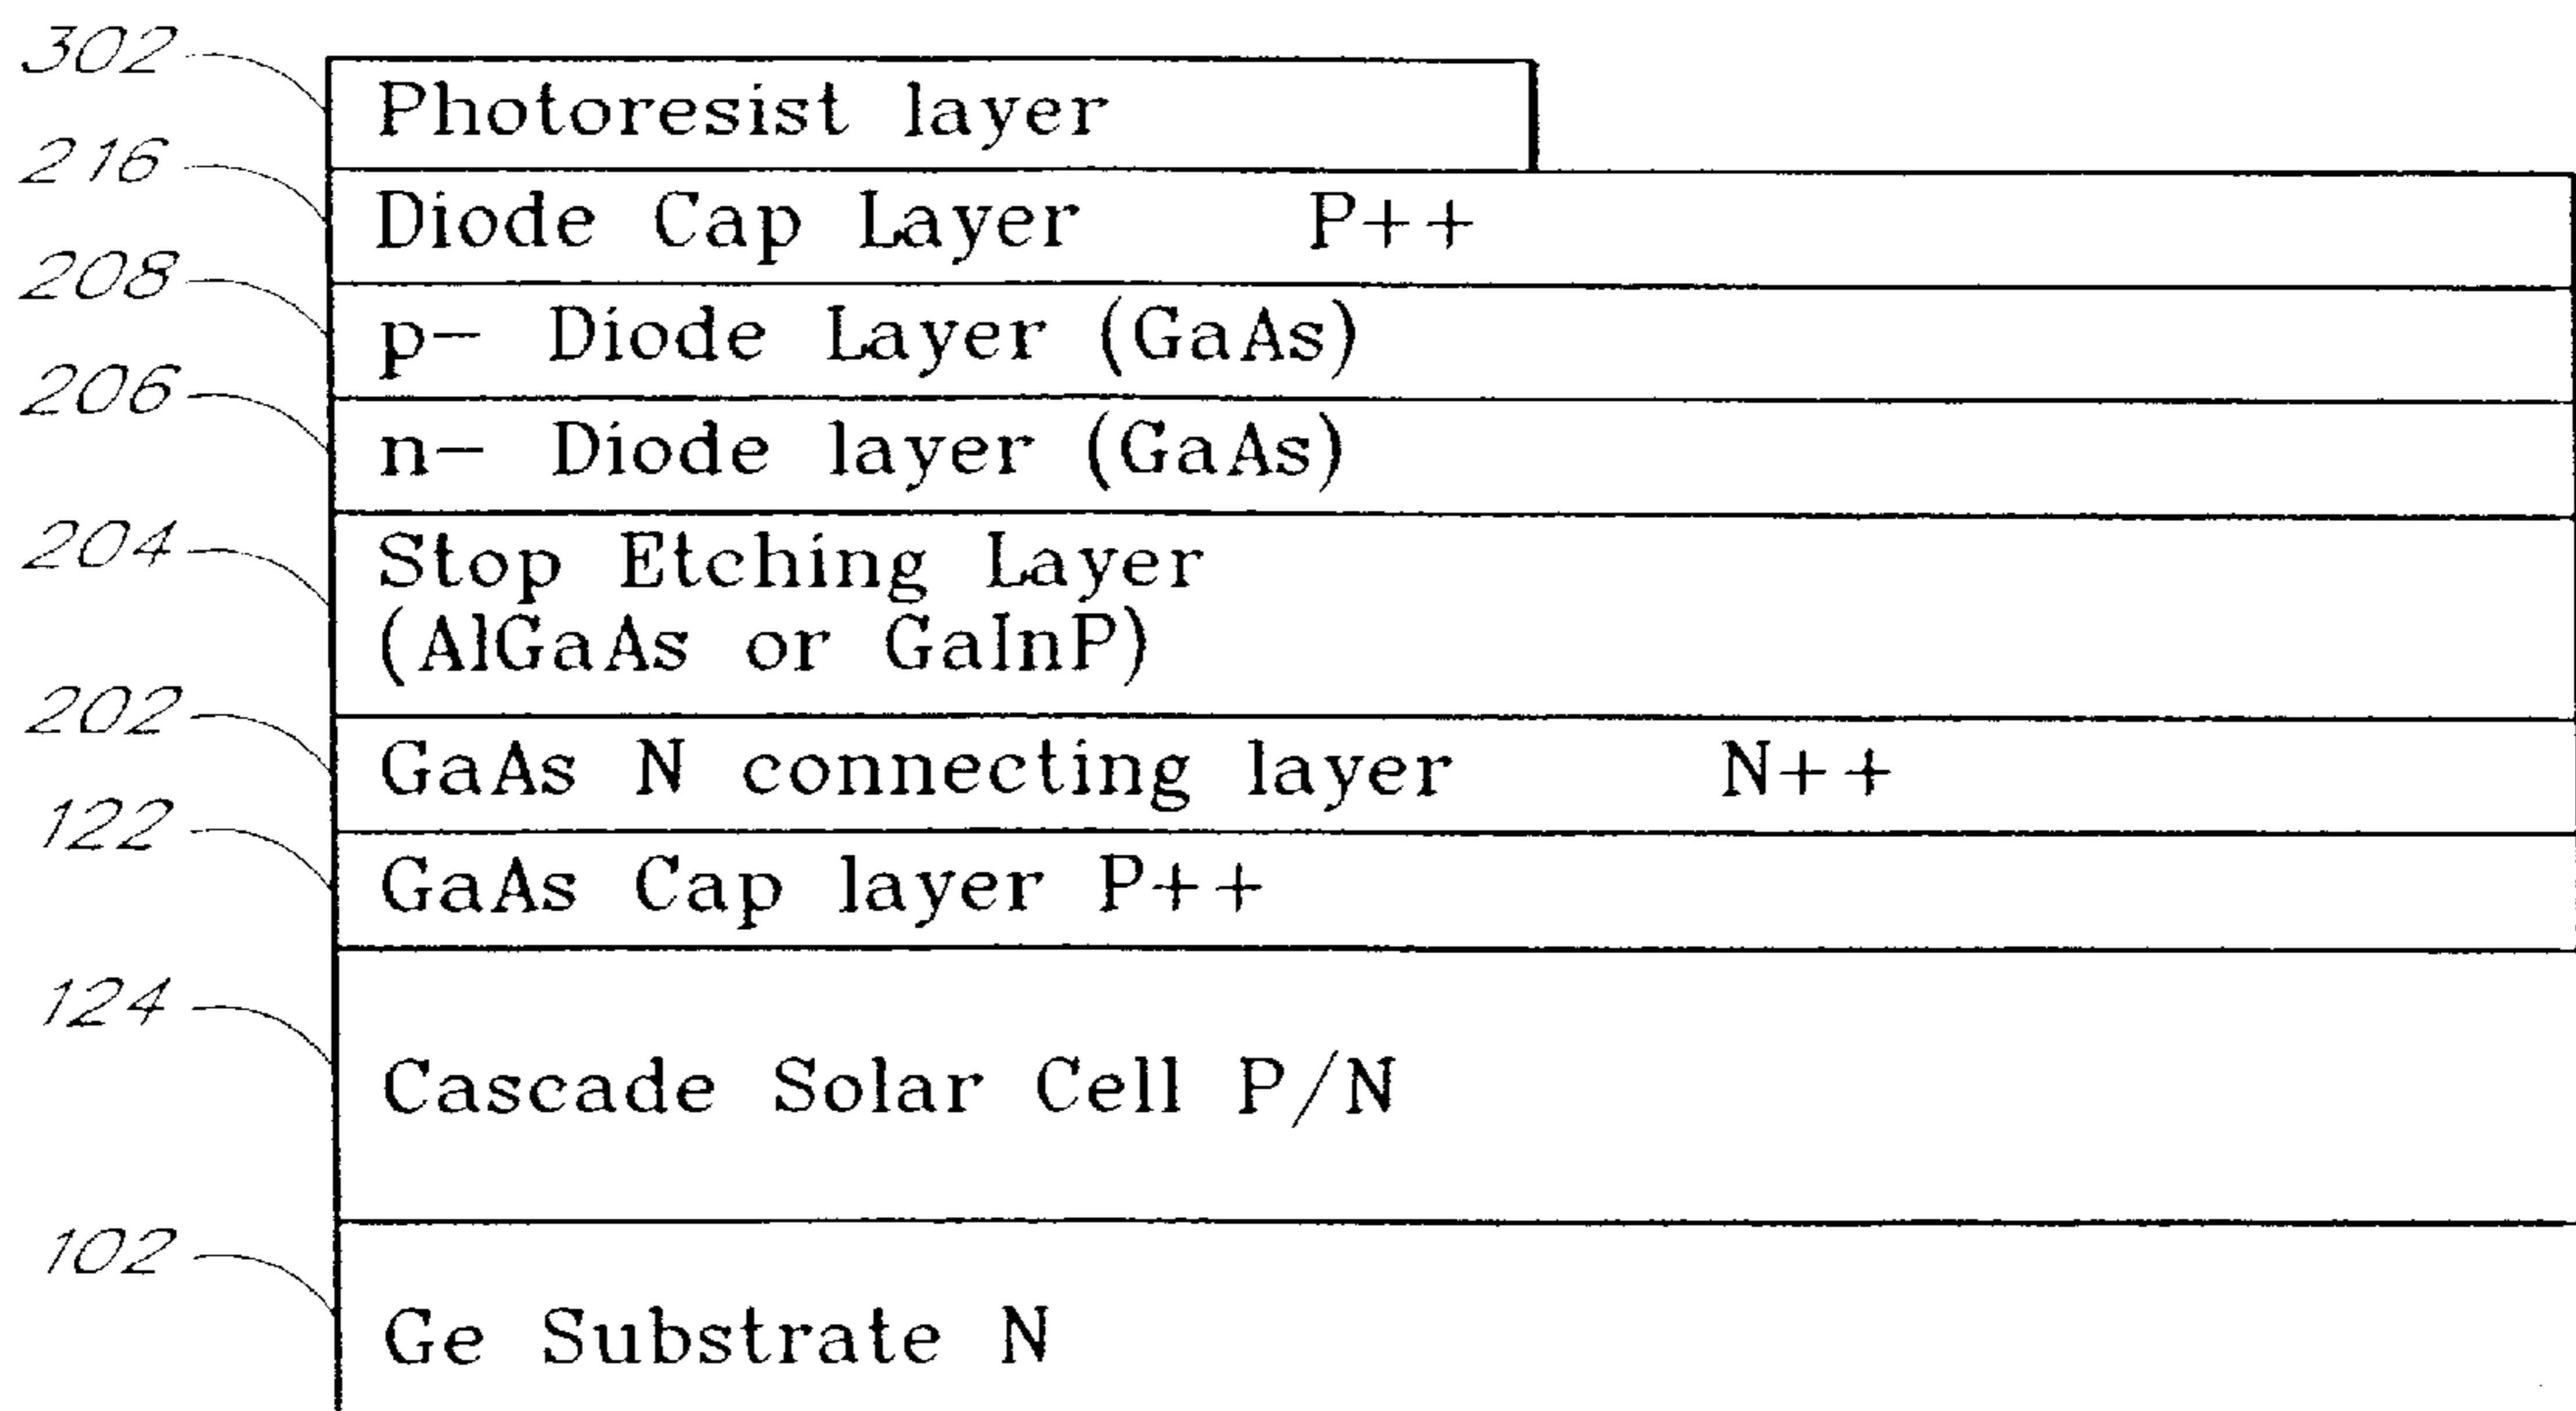 302
Photoresist layer
216
Diode Cap Layer P++
208
p- Diode Layer (GaAs)
206
n- Diode layer (GaAs)
204
Stop Etching Layer
(AlGaAs or GaInP)
202
GaAs N connecting layer N++
122
GaAs Cap layer P++
124
Cascade Solar Cell P/N
102
Ge Substrate N